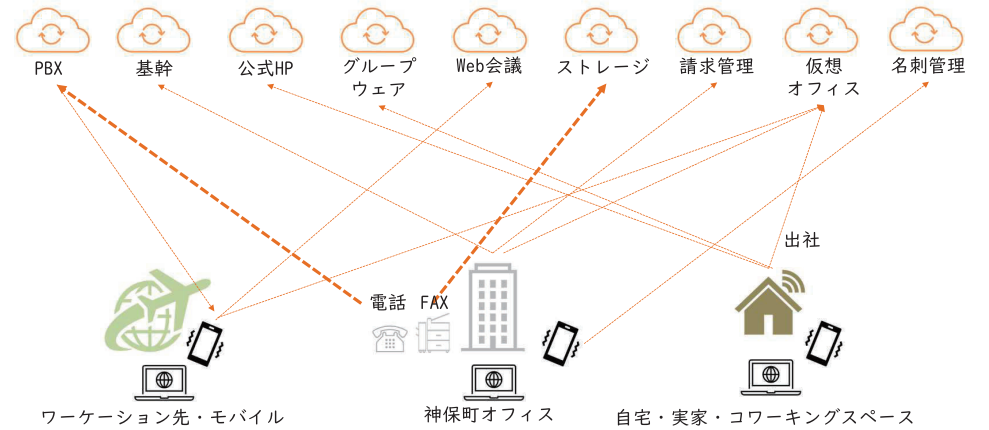 PBX
基幹
公式HP
グループ
ウェア
Web会議
ストレージ
請求管理
仮想
オフィス
名刺管理
出社
電話
FAX
ワーケーション先・モバイル
神保町オフィス
自宅・実家・コワーキングスペース